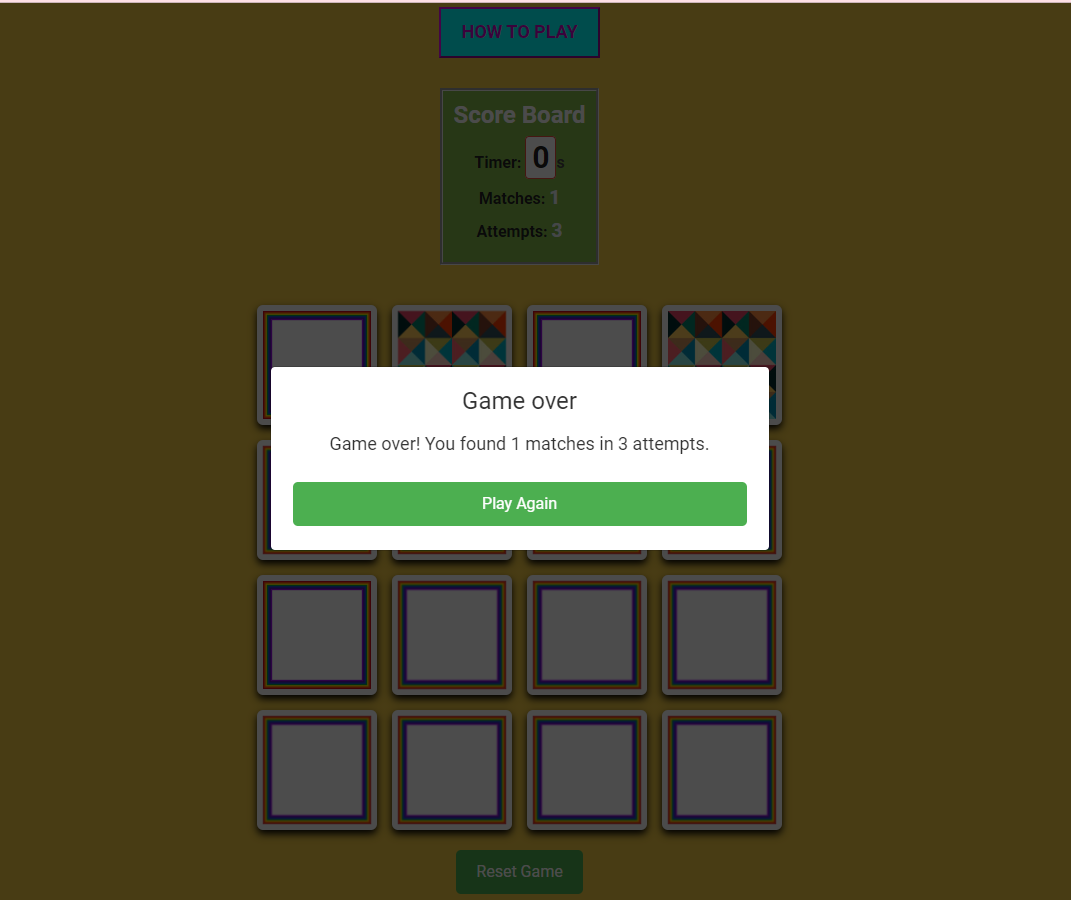 HOW TO PLAY
Score Board
Timer: 0 s
Matches: 1
Attempts: 3
Game over
Game over! You found 1 matches in 3 attempts.
Play Again
Reset Game